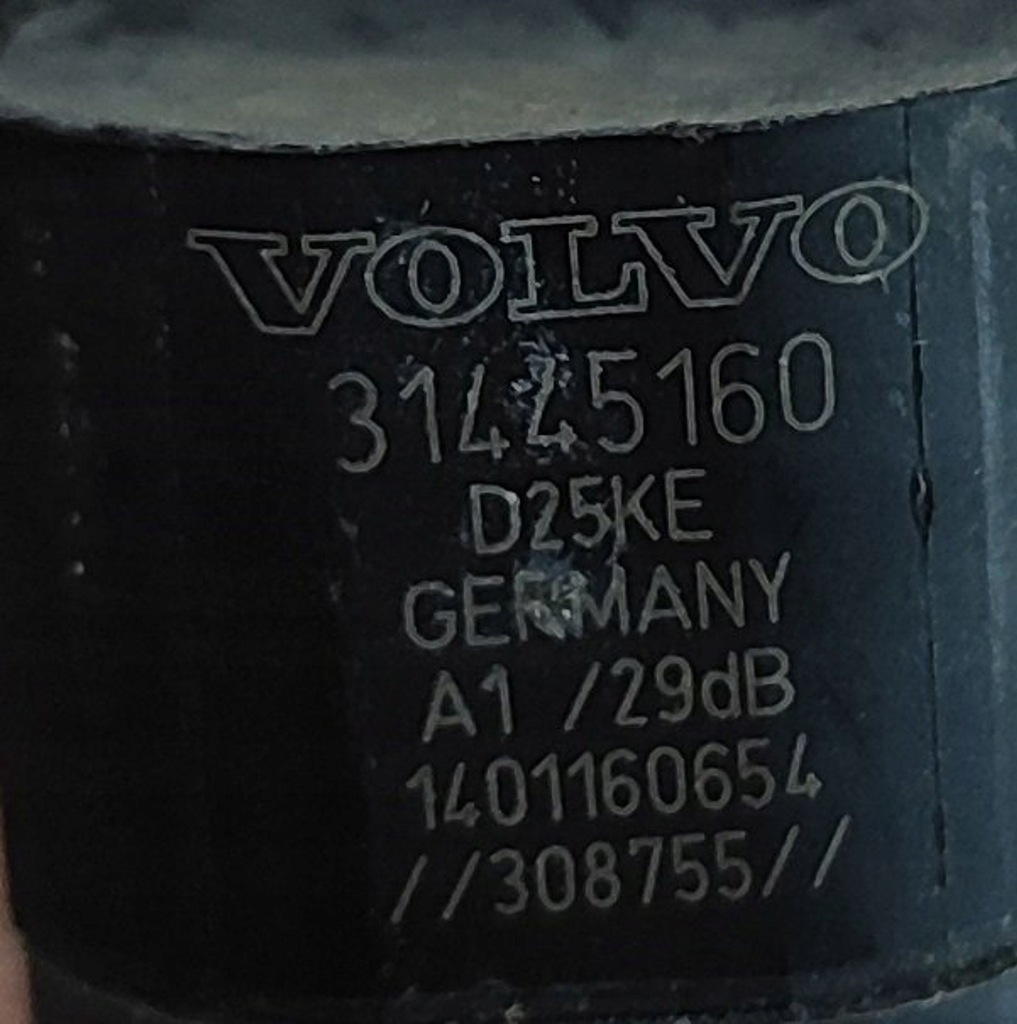 VOLVO
31445160
D25KE
GERMANY
A1 /29dB
1401160654
//308755//